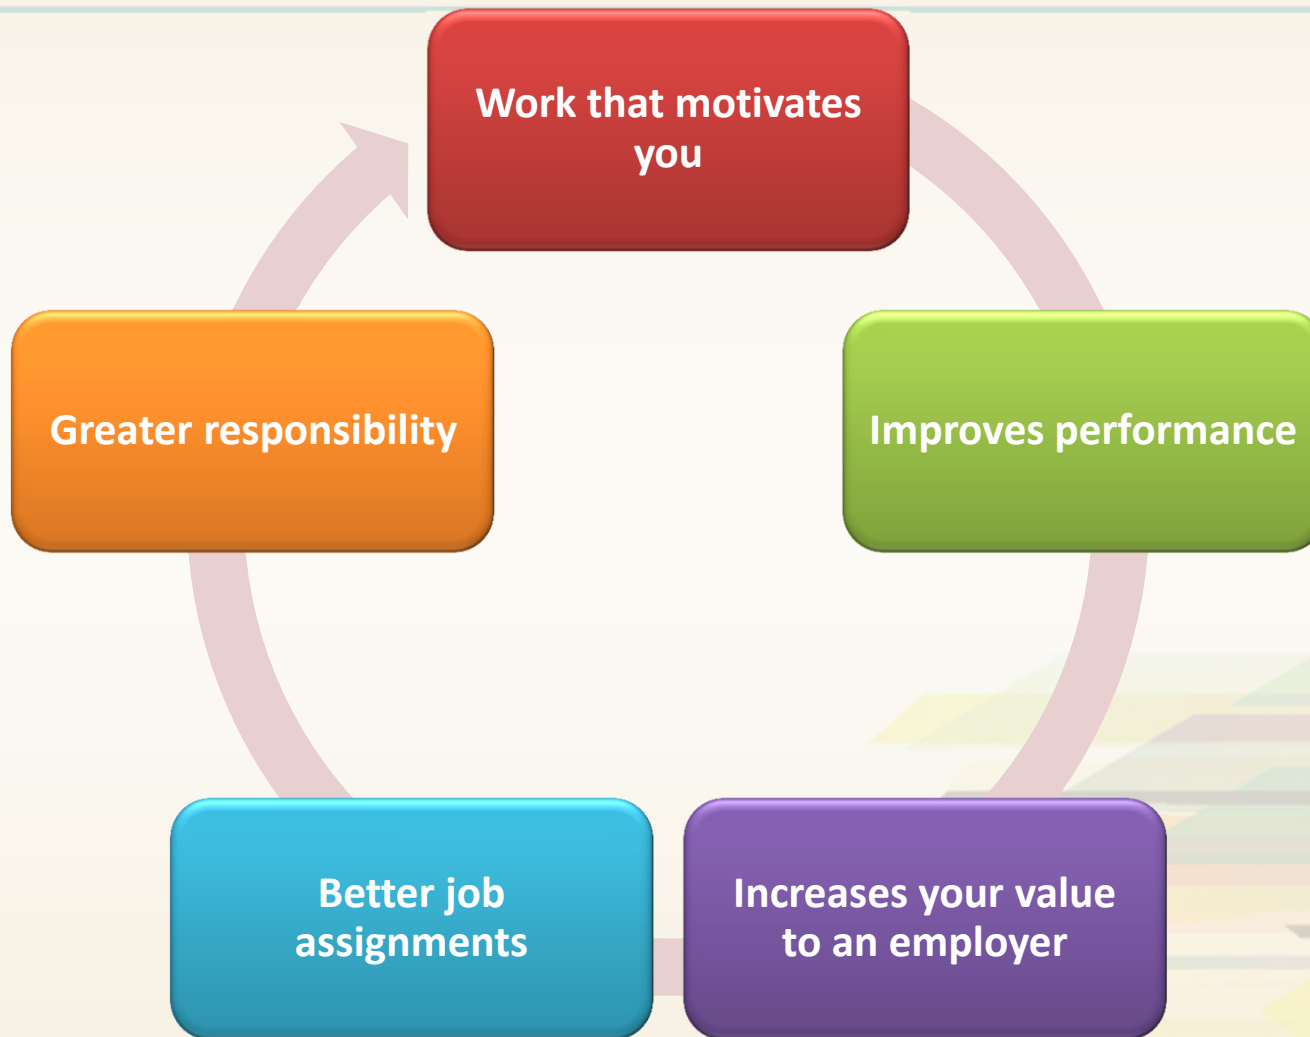 Work that motivates
you
Improves performance
Increases your value
to an employer
Better job
assignments
Greater responsibility